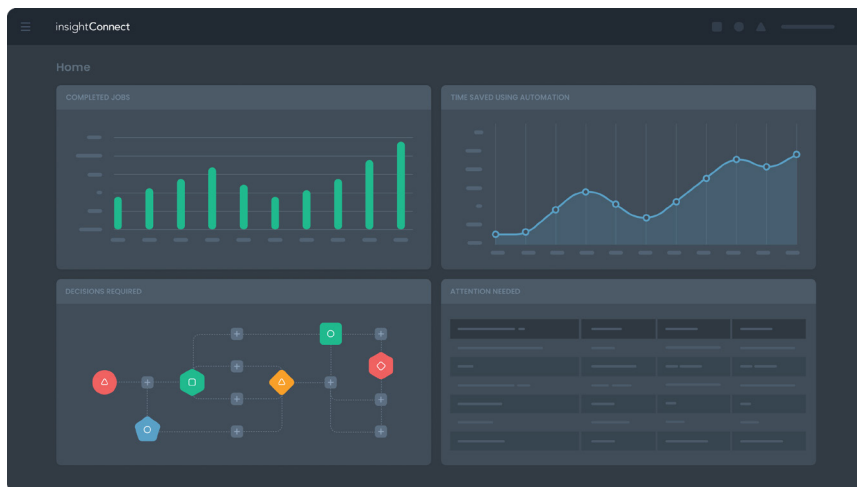 insightConnect
Home
COMPLETED JOBS
TIME SAVED USING AUTOMATION
DECISIONS REQUIRED
ATTENTION NEEDED